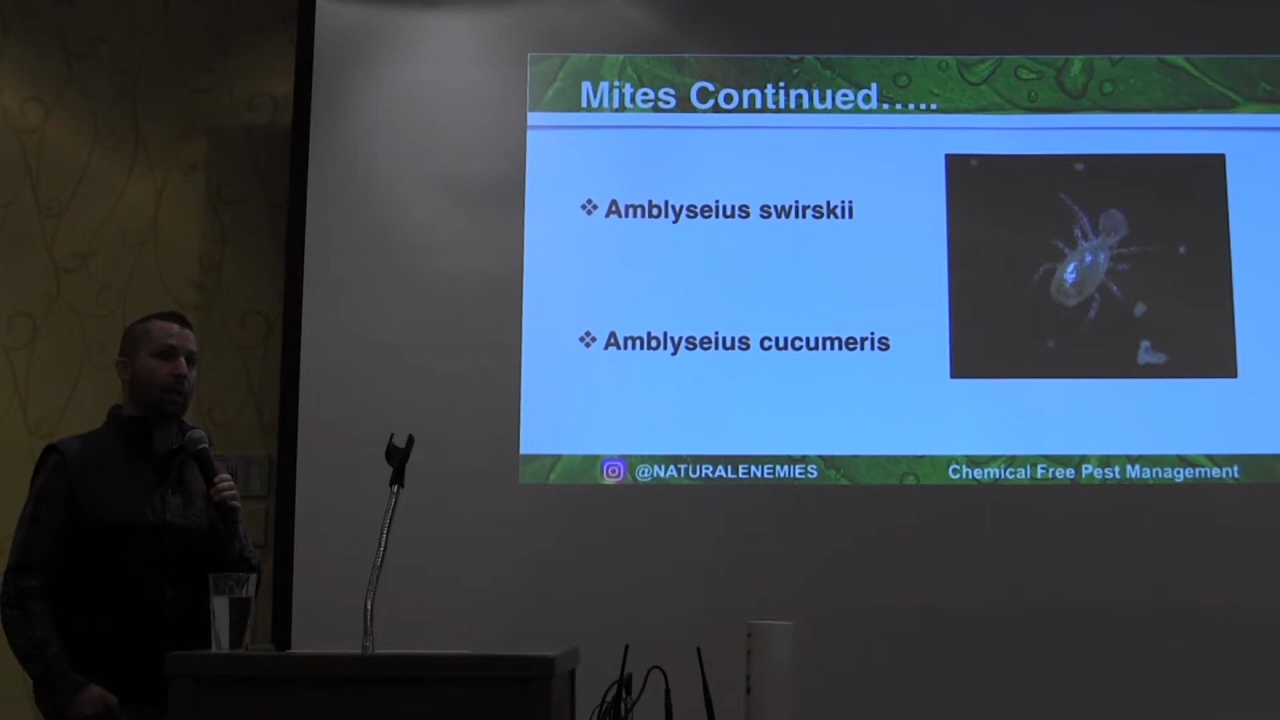 Mites Continued.....
❖ Amblyseius swirskii
❖ Amblyseius cucumeris
@NATURALENEMIES
Chemical Free Pest Management